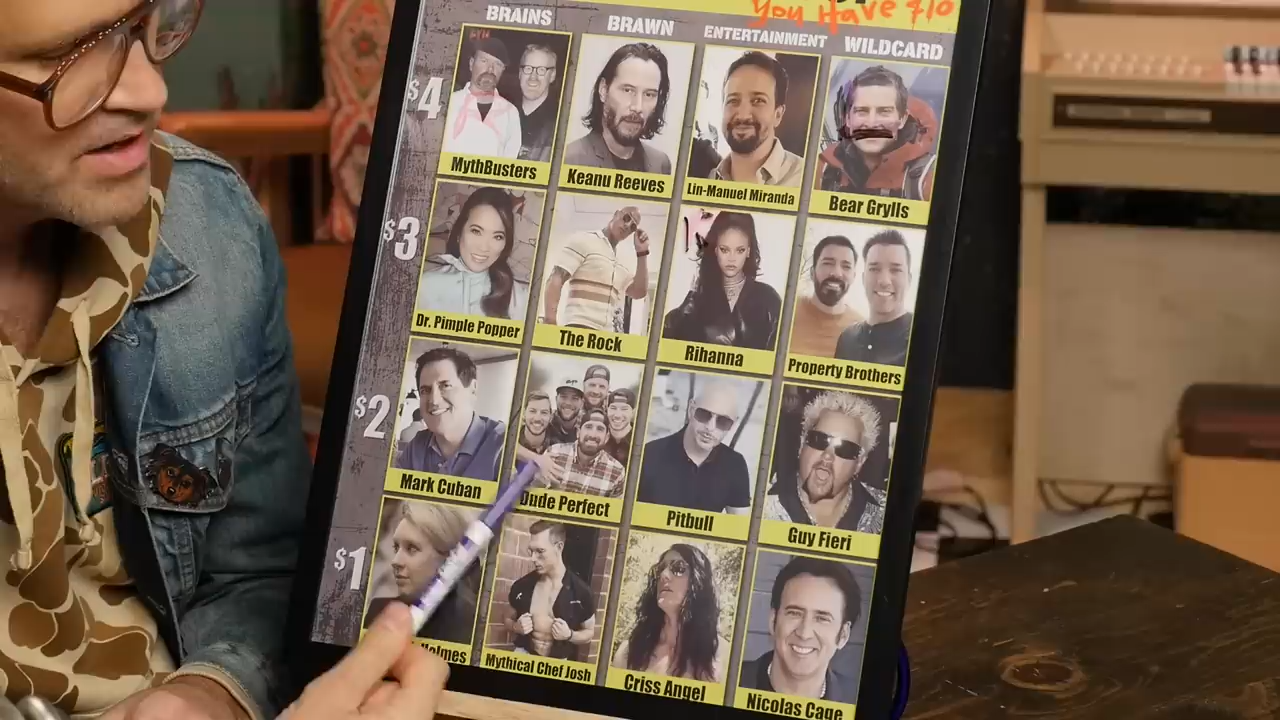 You Have $10
BRAINS BRAWN ENTERTAINMENT WILDCARD
$4
MythBusters Keanu Reeves Lin-Manuel Miranda Bear Grylls
$3
Dr. Pimple Popper The Rock Rihanna Property Brothers
$2
Mark Cuban Dude Perfect Pitbull Guy Fieri
$1
Holmes Mythical Chef Josh Criss Angel Nicolas Cage